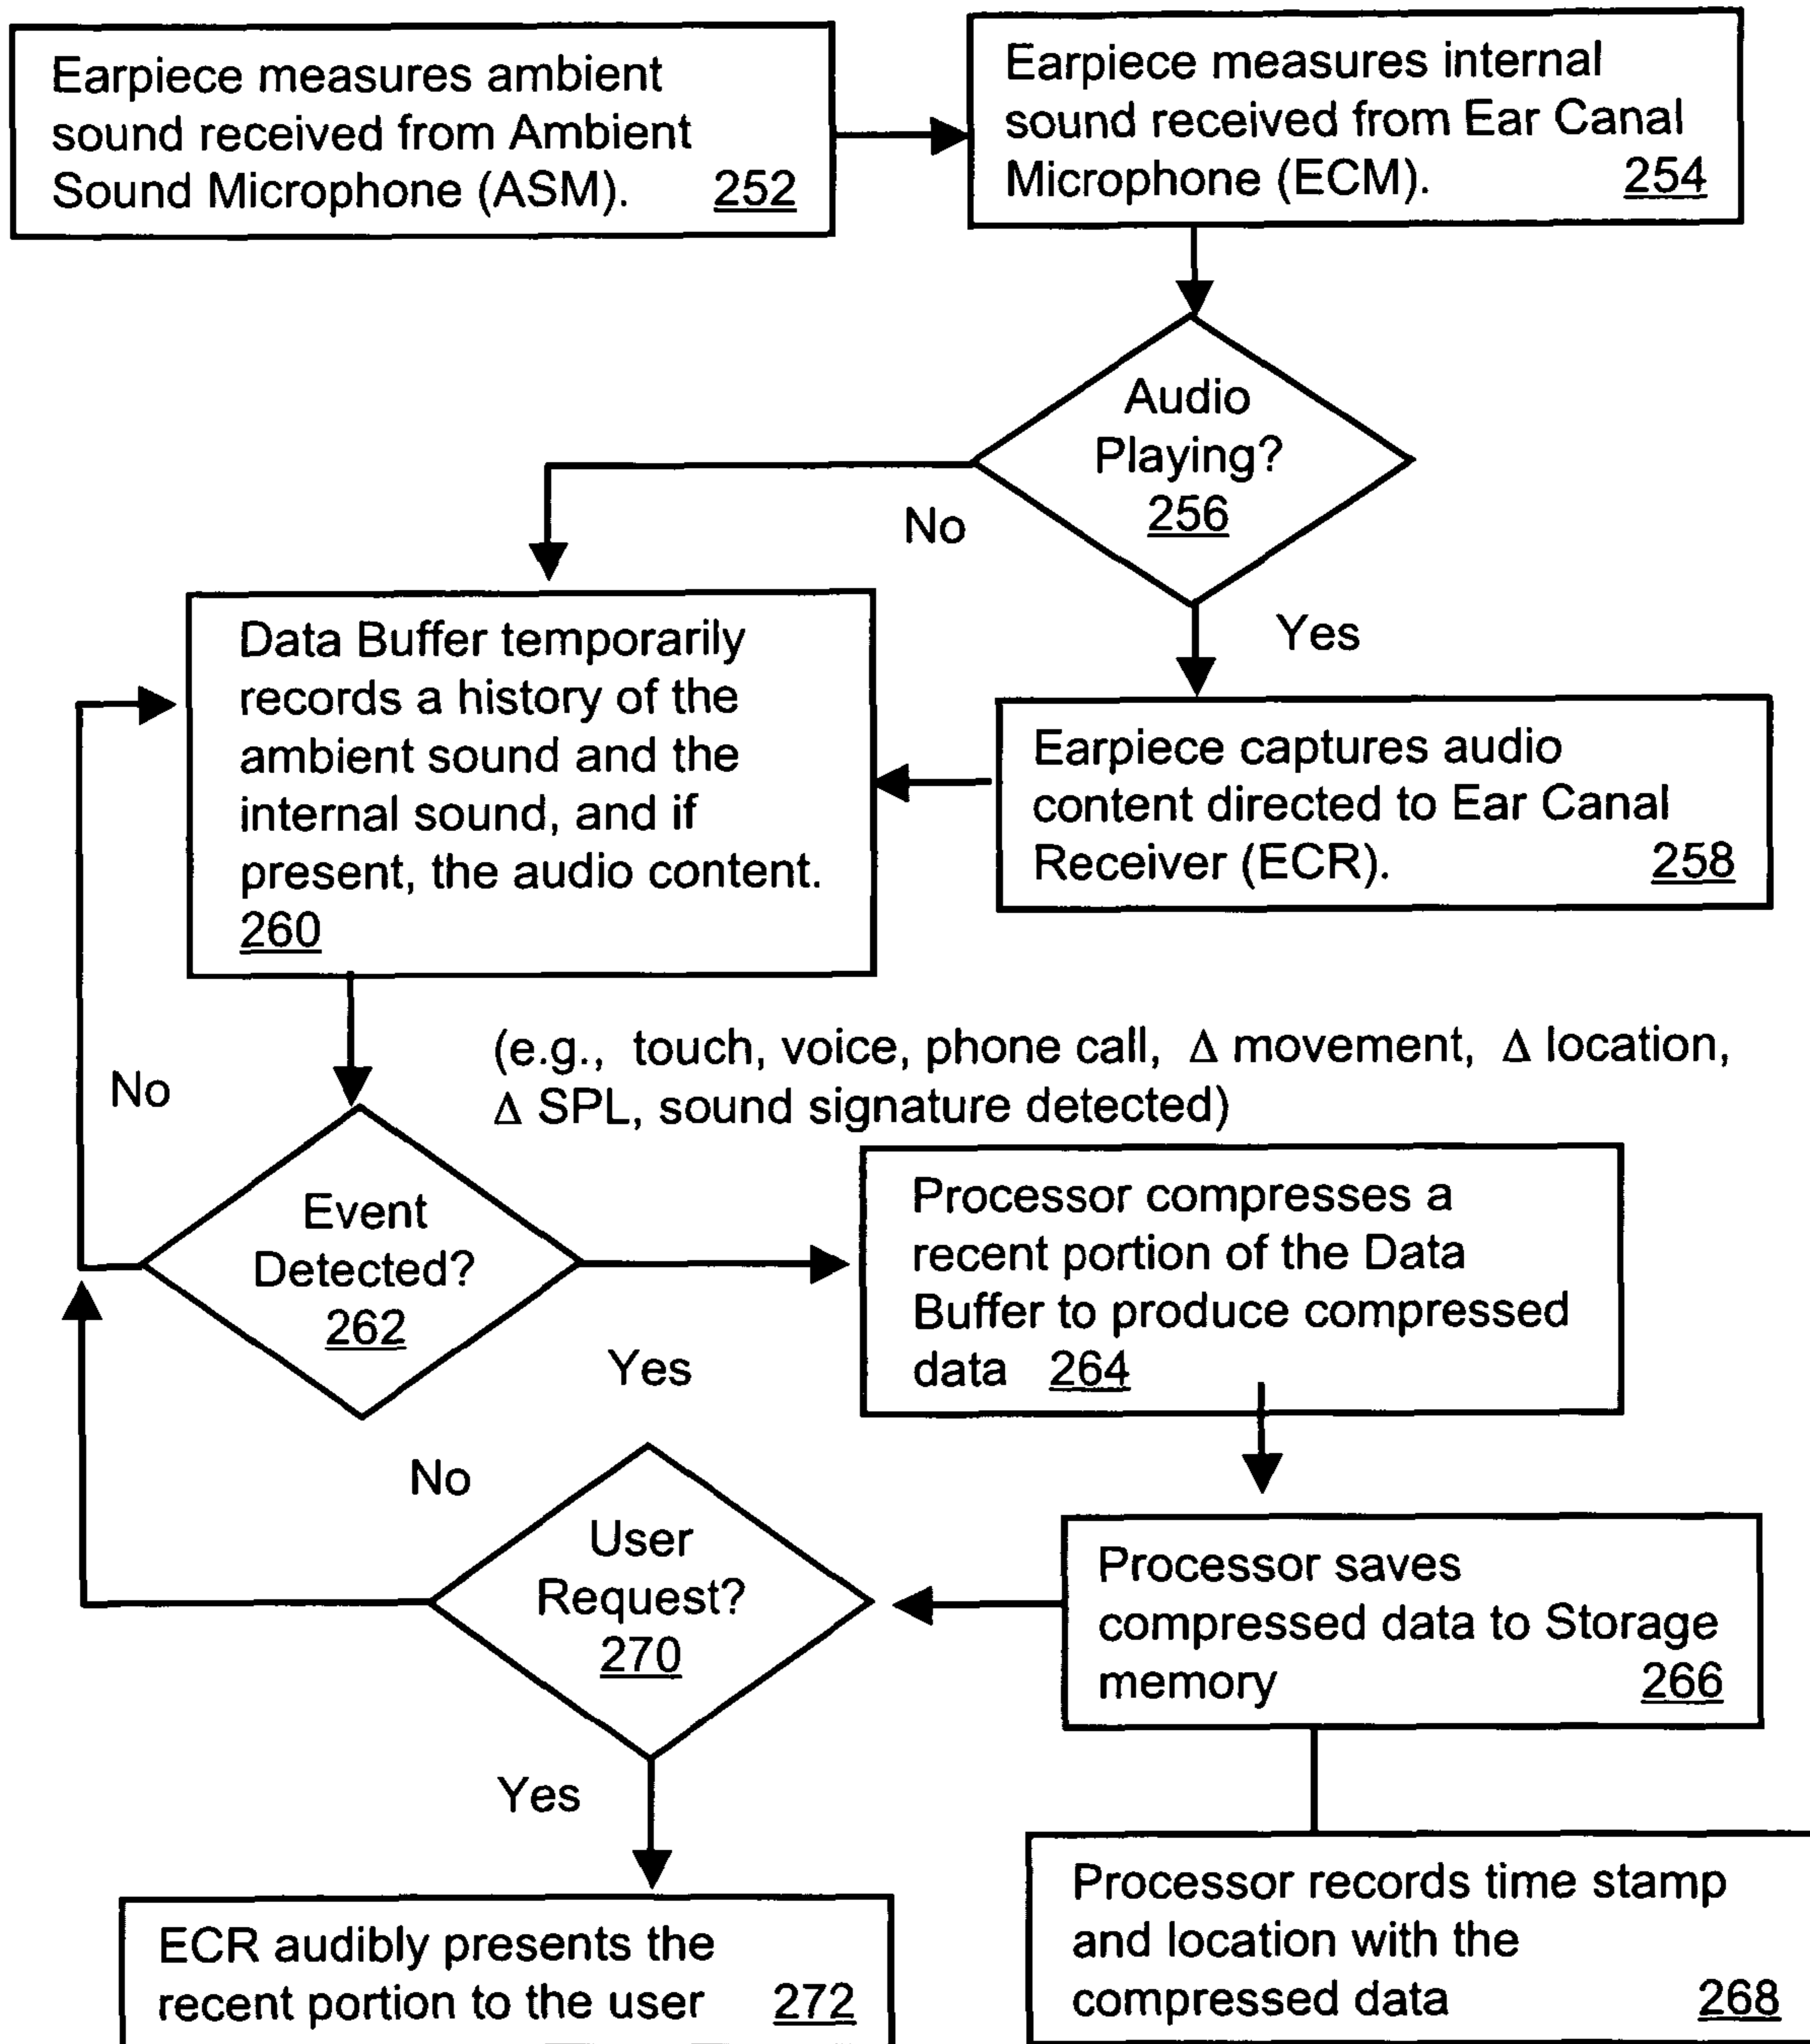 Earpiece measures ambient
sound received from Ambient
Sound Microphone (ASM). 252
Earpiece measures internal
sound received from Ear Canal
Microphone (ECM). 254
Audio
Playing?
256
No
Yes
Earpiece captures audio
content directed to Ear Canal
Receiver (ECR). 258
Data Buffer temporarily
records a history of the
ambient sound and the
internal sound, and if
present, the audio content.
260
(e.g., touch, voice, phone call, Δ movement, Δ location,
Δ SPL, sound signature detected)
No
Event
Detected?
262
Yes
Processor compresses a
recent portion of the Data
Buffer to produce compressed
data 264
Processor saves
compressed data to Storage
memory 266
No
User
Request?
270
Yes
Processor records time stamp
and location with the
compressed data 268
ECR audibly presents the
recent portion to the user 272